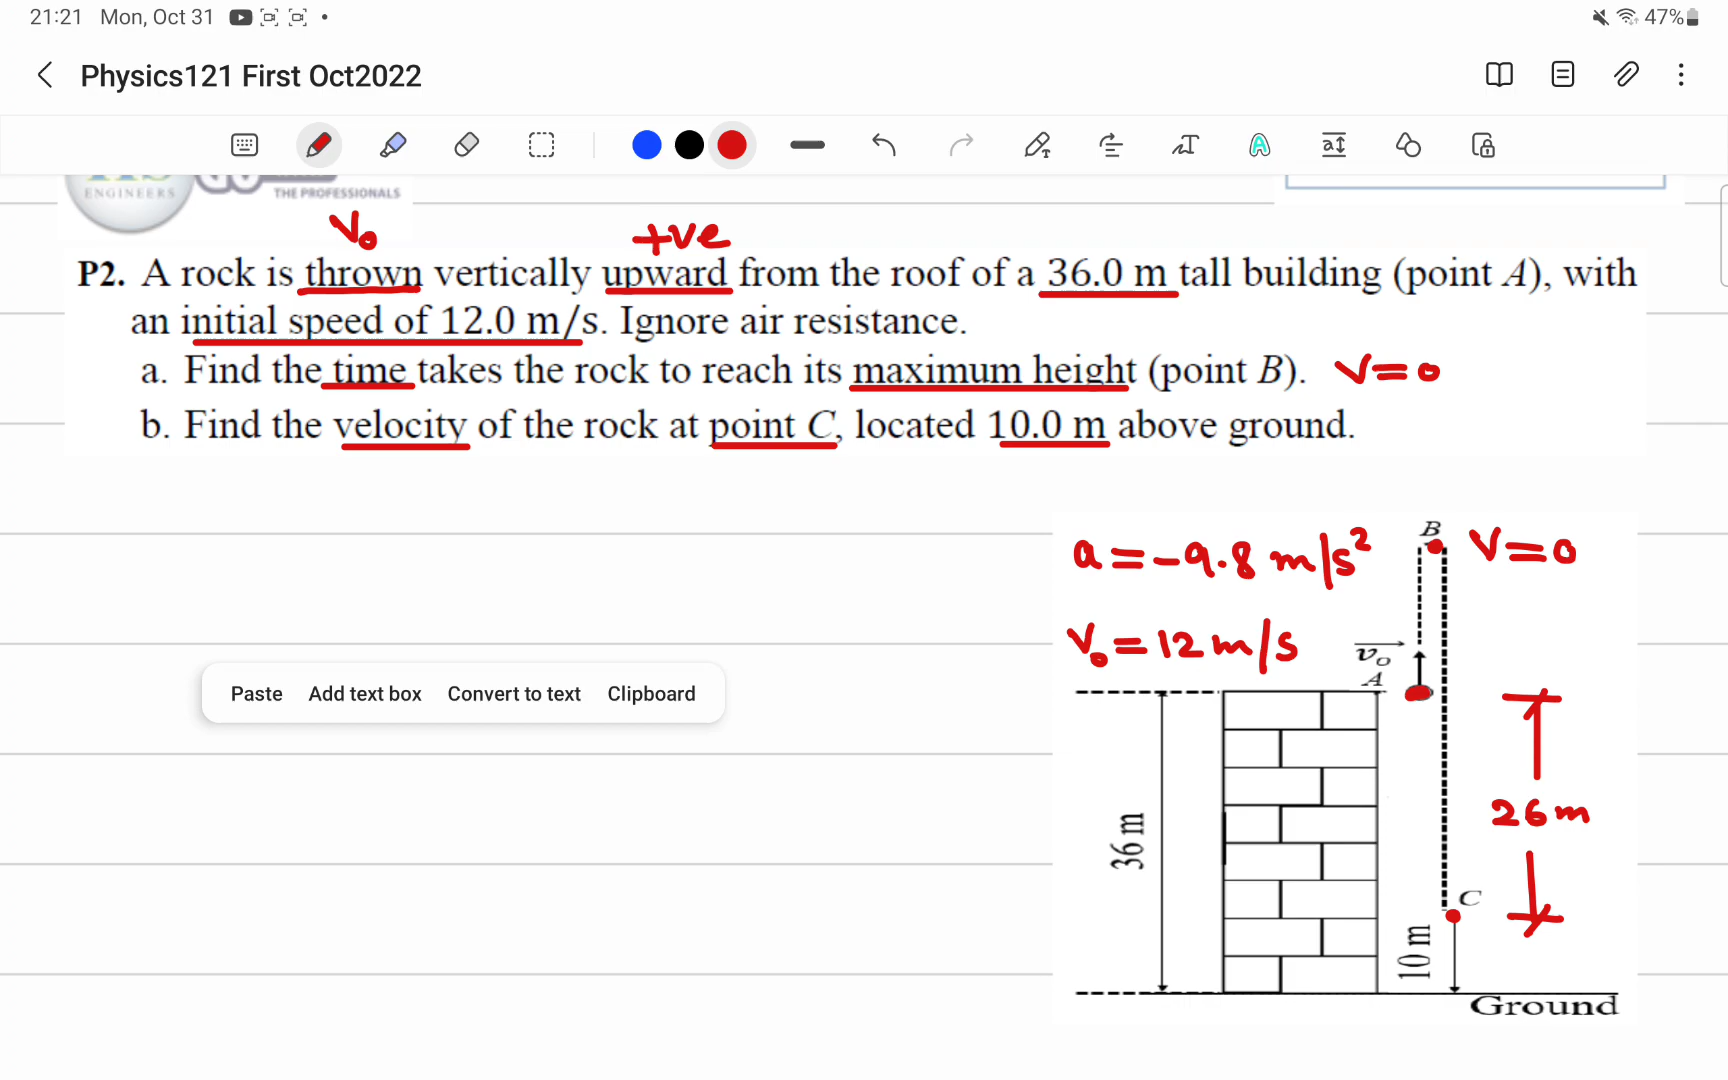 21:21 Mon, Oct 31
47%
Physics121 First Oct2022
ENGINEERS
THE PROFESSIONALS
V₀
+ve
P2. A rock is thrown vertically upward from the roof of a 36.0 m tall building (point A), with
an initial speed of 12.0 m/s. Ignore air resistance.
a. Find the time takes the rock to reach its maximum height (point B). V=0
b. Find the velocity of the rock at point C, located 10.0 m above ground.
a=-9.8 m/s²
B
V=0
V₀=12 m/s
v₀
A
Paste Add text box Convert to text Clipboard
26m
36 m
C
10 m
Ground